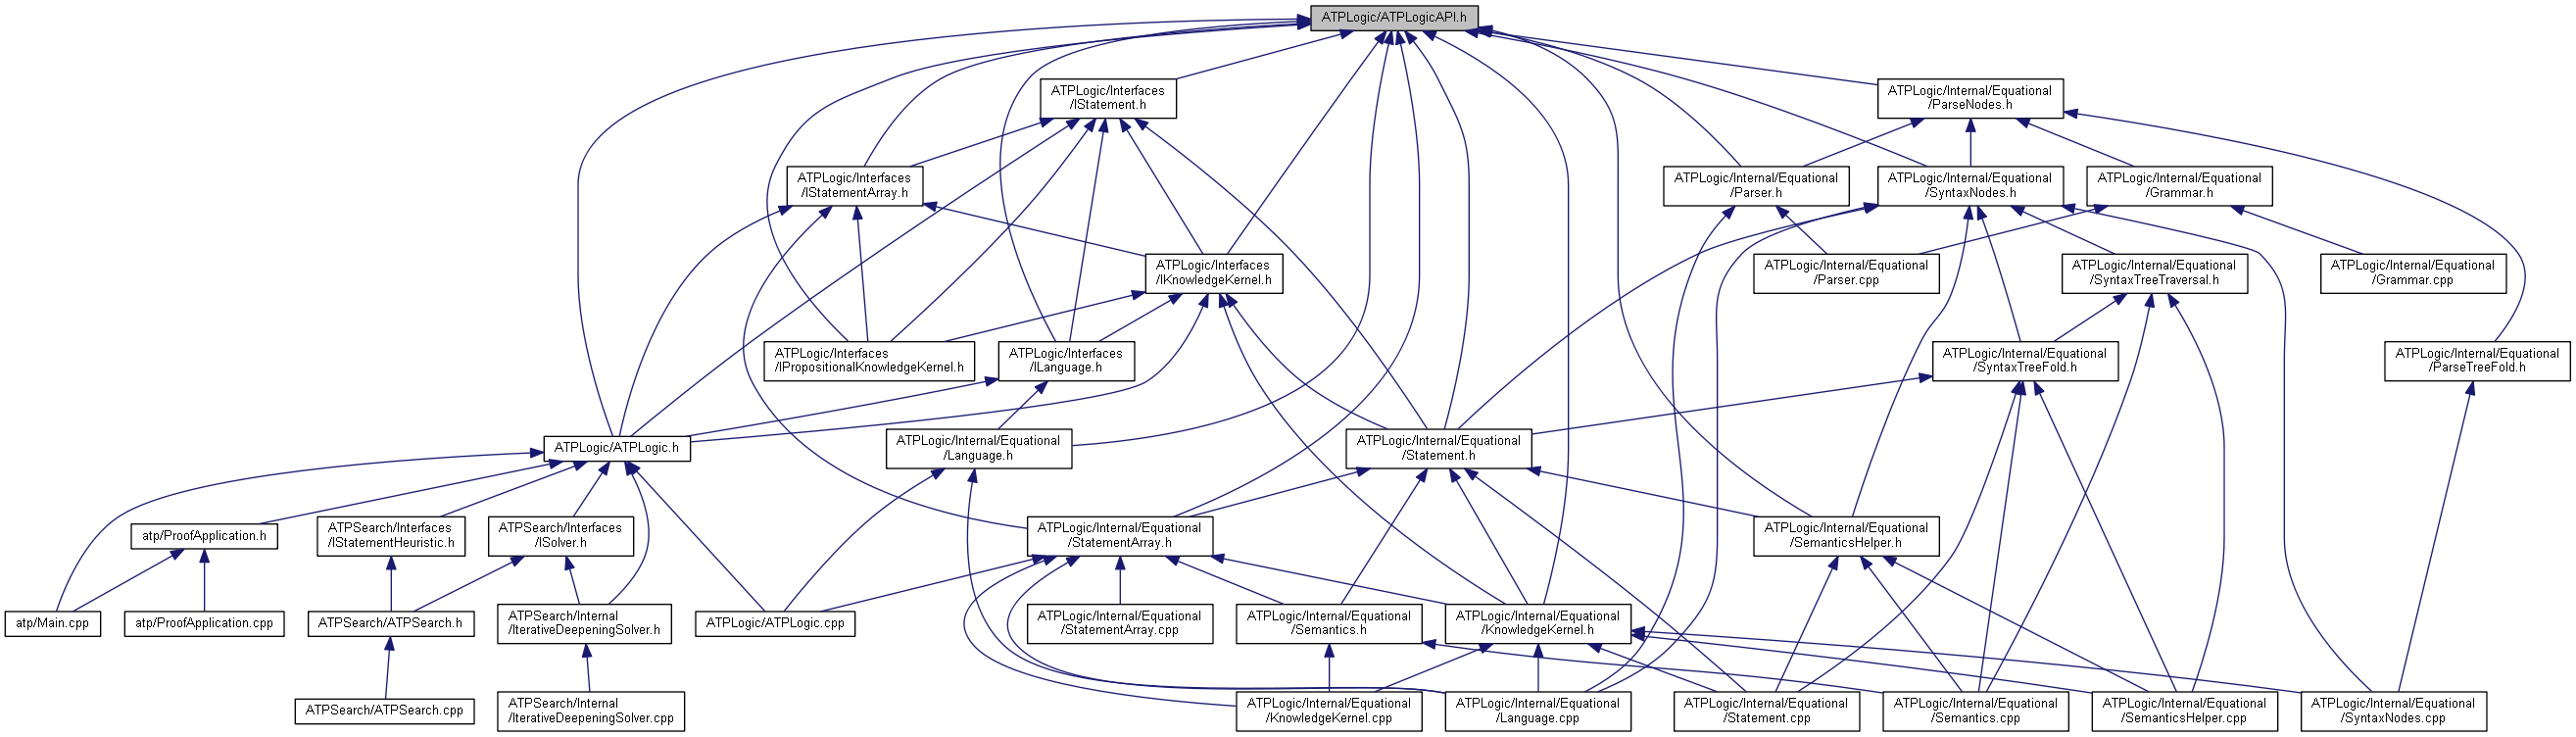 ATPLogic/ATPLogicAPI.h
ATPLogic/Interfaces
/IStatement.h
ATPLogic/Internal/Equational
/ParseNodes.h
ATPLogic/Interfaces
/IStatementArray.h
ATPLogic/Internal/Equational
/Parser.h
ATPLogic/Internal/Equational
/SyntaxNodes.h
ATPLogic/Internal/Equational
/Grammar.h
ATPLogic/Interfaces
/IKnowledgeKernel.h
ATPLogic/Internal/Equational
/Parser.cpp
ATPLogic/Internal/Equational
/SyntaxTreeTraversal.h
ATPLogic/Internal/Equational
/Grammar.cpp
ATPLogic/Interfaces
/IPropositionalKnowledgeKernel.h
ATPLogic/Interfaces
/ILanguage.h
ATPLogic/Internal/Equational
/SyntaxTreeFold.h
ATPLogic/Internal/Equational
/ParseTreeFold.h
ATPLogic/ATPLogic.h
ATPLogic/Internal/Equational
/Language.h
ATPLogic/Internal/Equational
/Statement.h
atp/ProofApplication.h
ATPSearch/Interfaces
/IStatementHeuristic.h
ATPSearch/Interfaces
/ISolver.h
ATPLogic/Internal/Equational
/StatementArray.h
ATPLogic/Internal/Equational
/SemanticsHelper.h
atp/Main.cpp
atp/ProofApplication.cpp
ATPSearch/ATPSearch.h
ATPSearch/Internal
/IterativeDeepeningSolver.h
ATPLogic/ATPLogic.cpp
ATPLogic/Internal/Equational
/StatementArray.cpp
ATPLogic/Internal/Equational
/Semantics.h
ATPLogic/Internal/Equational
/KnowledgeKernel.h
ATPSearch/ATPSearch.cpp
ATPSearch/Internal
/IterativeDeepeningSolver.cpp
ATPLogic/Internal/Equational
/KnowledgeKernel.cpp
ATPLogic/Internal/Equational
/Language.cpp
ATPLogic/Internal/Equational
/Statement.cpp
ATPLogic/Internal/Equational
/Semantics.cpp
ATPLogic/Internal/Equational
/SemanticsHelper.cpp
ATPLogic/Internal/Equational
/SyntaxNodes.cpp